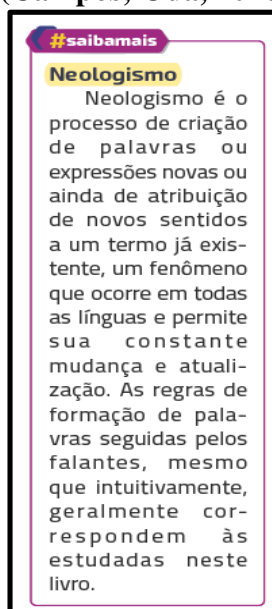 #saibamais
Neologismo
Neologismo é o
processo de criação
de palavras ou
expressões novas ou
ainda de atribuição
de novos sentidos
a um termo já exis-
tente, um fenômeno
que ocorre em todas
as línguas e permite
sua constante
mudança e atuali-
zação. As regras de
formação de pala-
vras seguidas pelos
falantes, mesmo
que intuitivamente,
geralmente cor-
respondem às
estudadas neste
livro.